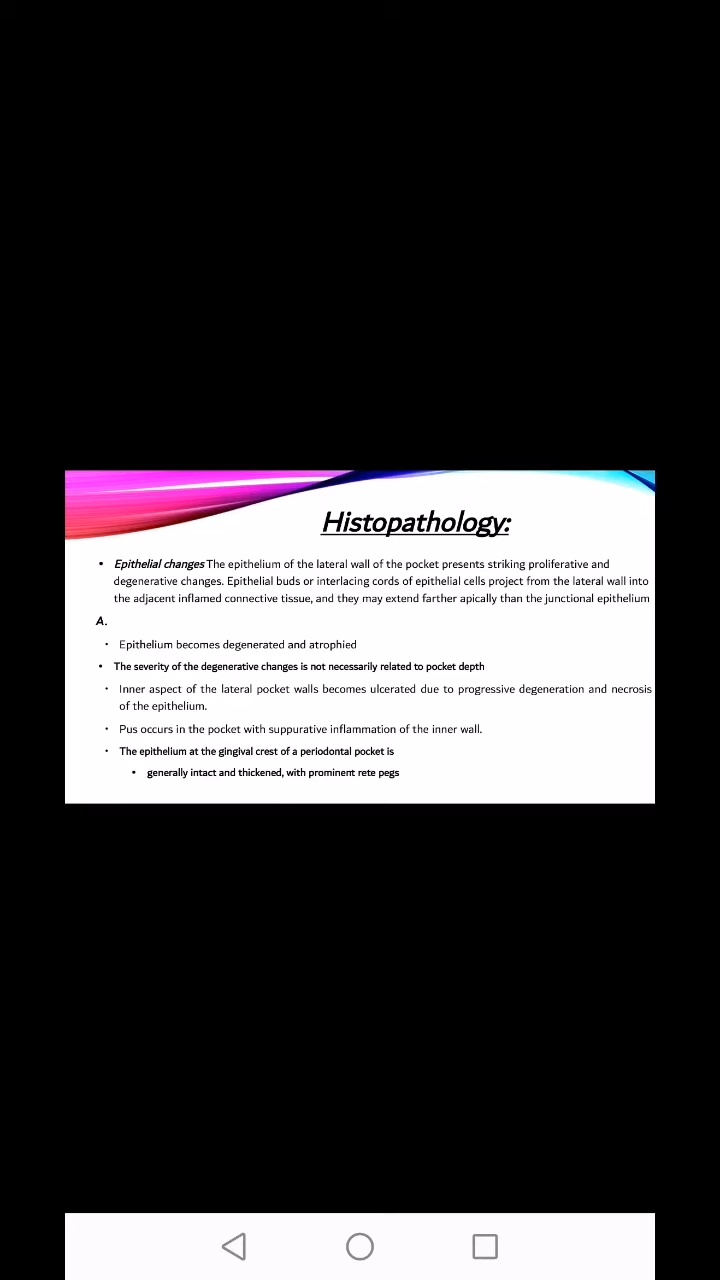 Histopathology:
• Epithelial changes The epithelium of the lateral wall of the pocket presents striking proliferative and
degenerative changes. Epithelial buds or interlacing cords of epithelial cells project from the lateral wall into
the adjacent inflamed connective tissue, and they may extend farther apically than the junctional epithelium
A.
• Epithelium becomes degenerated and atrophied
• The severity of the degenerative changes is not necessarily related to pocket depth
• Inner aspect of the lateral pocket walls becomes ulcerated due to progressive degeneration and necrosis
of the epithelium.
• Pus occurs in the pocket with suppurative inflammation of the inner wall.
• The epithelium at the gingival crest of a periodontal pocket is
• generally intact and thickened, with prominent rete pegs